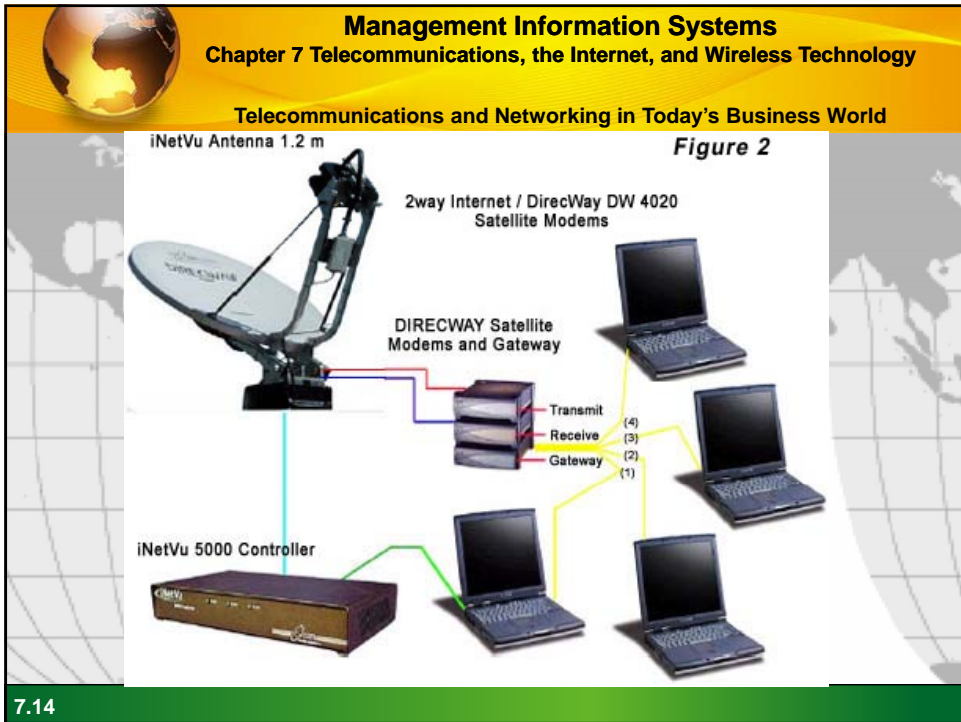 Management Information Systems
Chapter 7 Telecommunications, the Internet, and Wireless Technology
Telecommunications and Networking in Today's Business World
iNetVu Antenna 1.2 m
Figure 2
2way Internet / DirecWay DW 4020
Satellite Modems
DIRECWAY
DIRECWAY Satellite
Modems and Gateway
Transmit
Receive
Gateway
(4)
(3)
(2)
(1)
iNetVu 5000 Controller
iNetVu
7.14